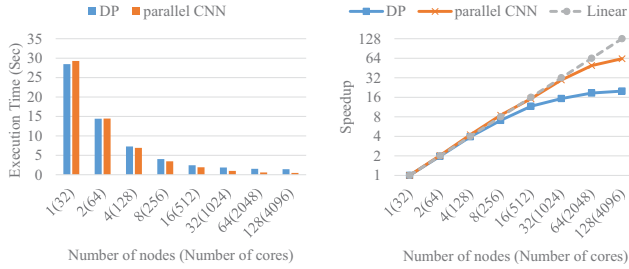 DP parallel CNN
Execution Time (Sec)
35
30
25
20
15
10
5
0
1(32) 2(64) 4(128) 8(256) 16(512) 32(1024) 64(2048) 128(4096)
Number of nodes (Number of cores)
DP parallel CNN Linear
Speedup
128
64
32
16
8
4
2
1
1(32) 2(64) 4(128) 8(256) 16(512) 32(1024) 64(2048) 128(4096)
Number of nodes (Number of cores)